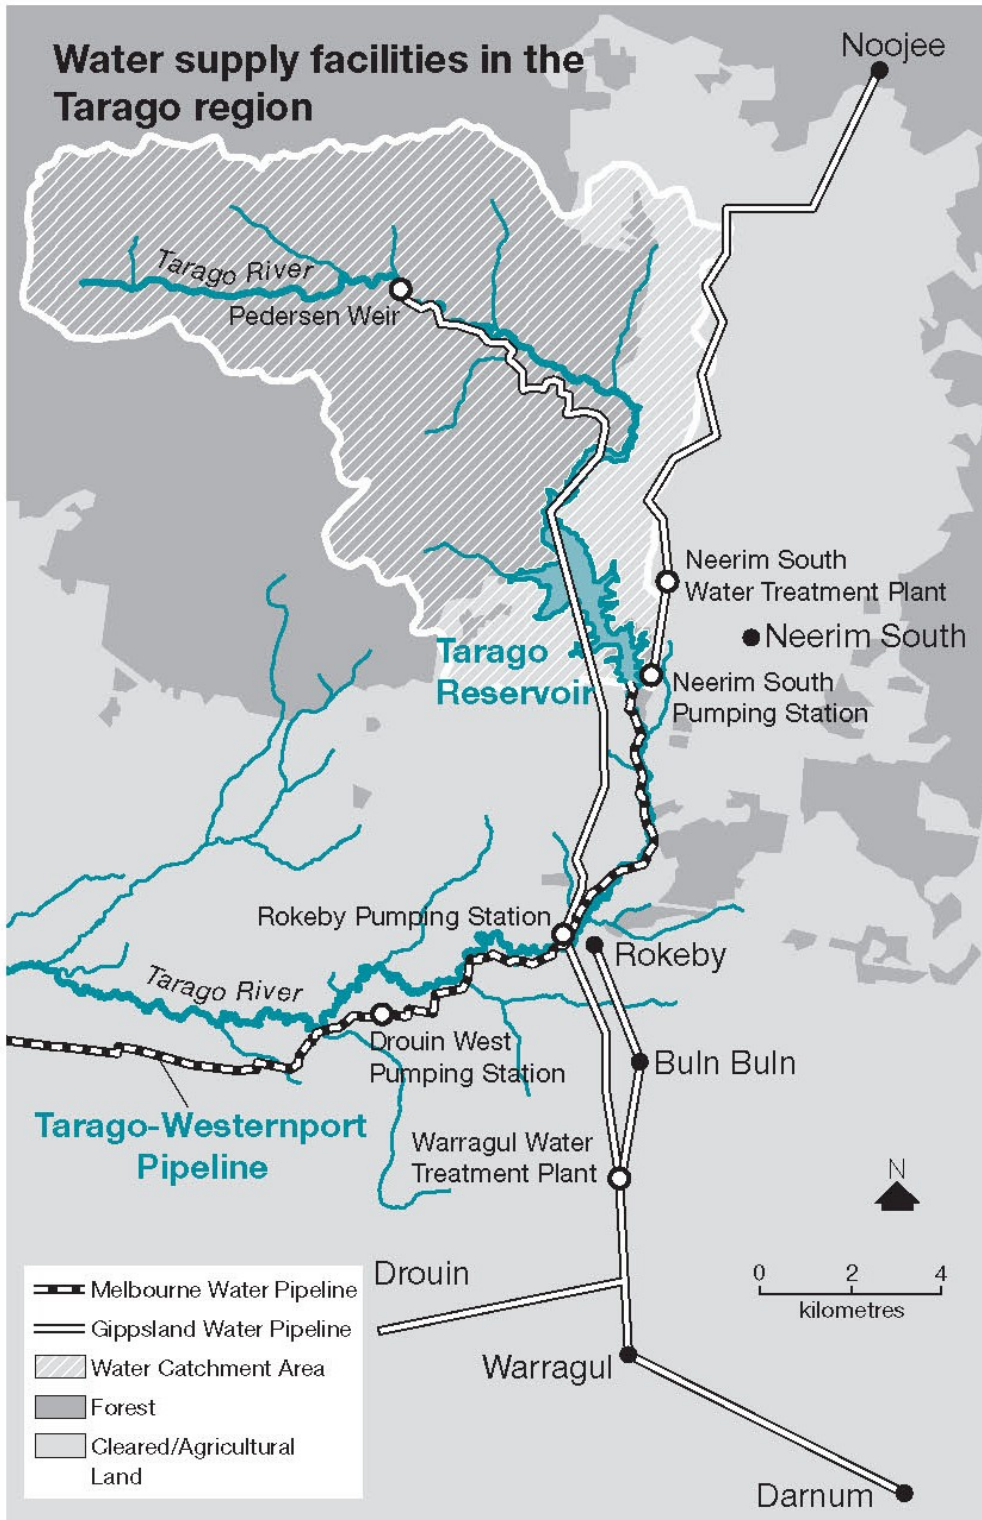 Water supply facilities in the
Tarago region
Noojee
Tarago River
Pedersen Weir
Neerim South
Water Treatment Plant
Neerim South
Tarago
Reservoir
Neerim South
Pumping Station
Rokeby Pumping Station
Rokeby
Tarago River
Drouin West
Pumping Station
Buln Buln
Tarago-Westernport
Pipeline
Warragul Water
Treatment Plant
N
Drouin
0 2 4
kilometres
Warragul
Darnum
Melbourne Water Pipeline
Gippsland Water Pipeline
Water Catchment Area
Forest
Cleared/Agricultural
Land